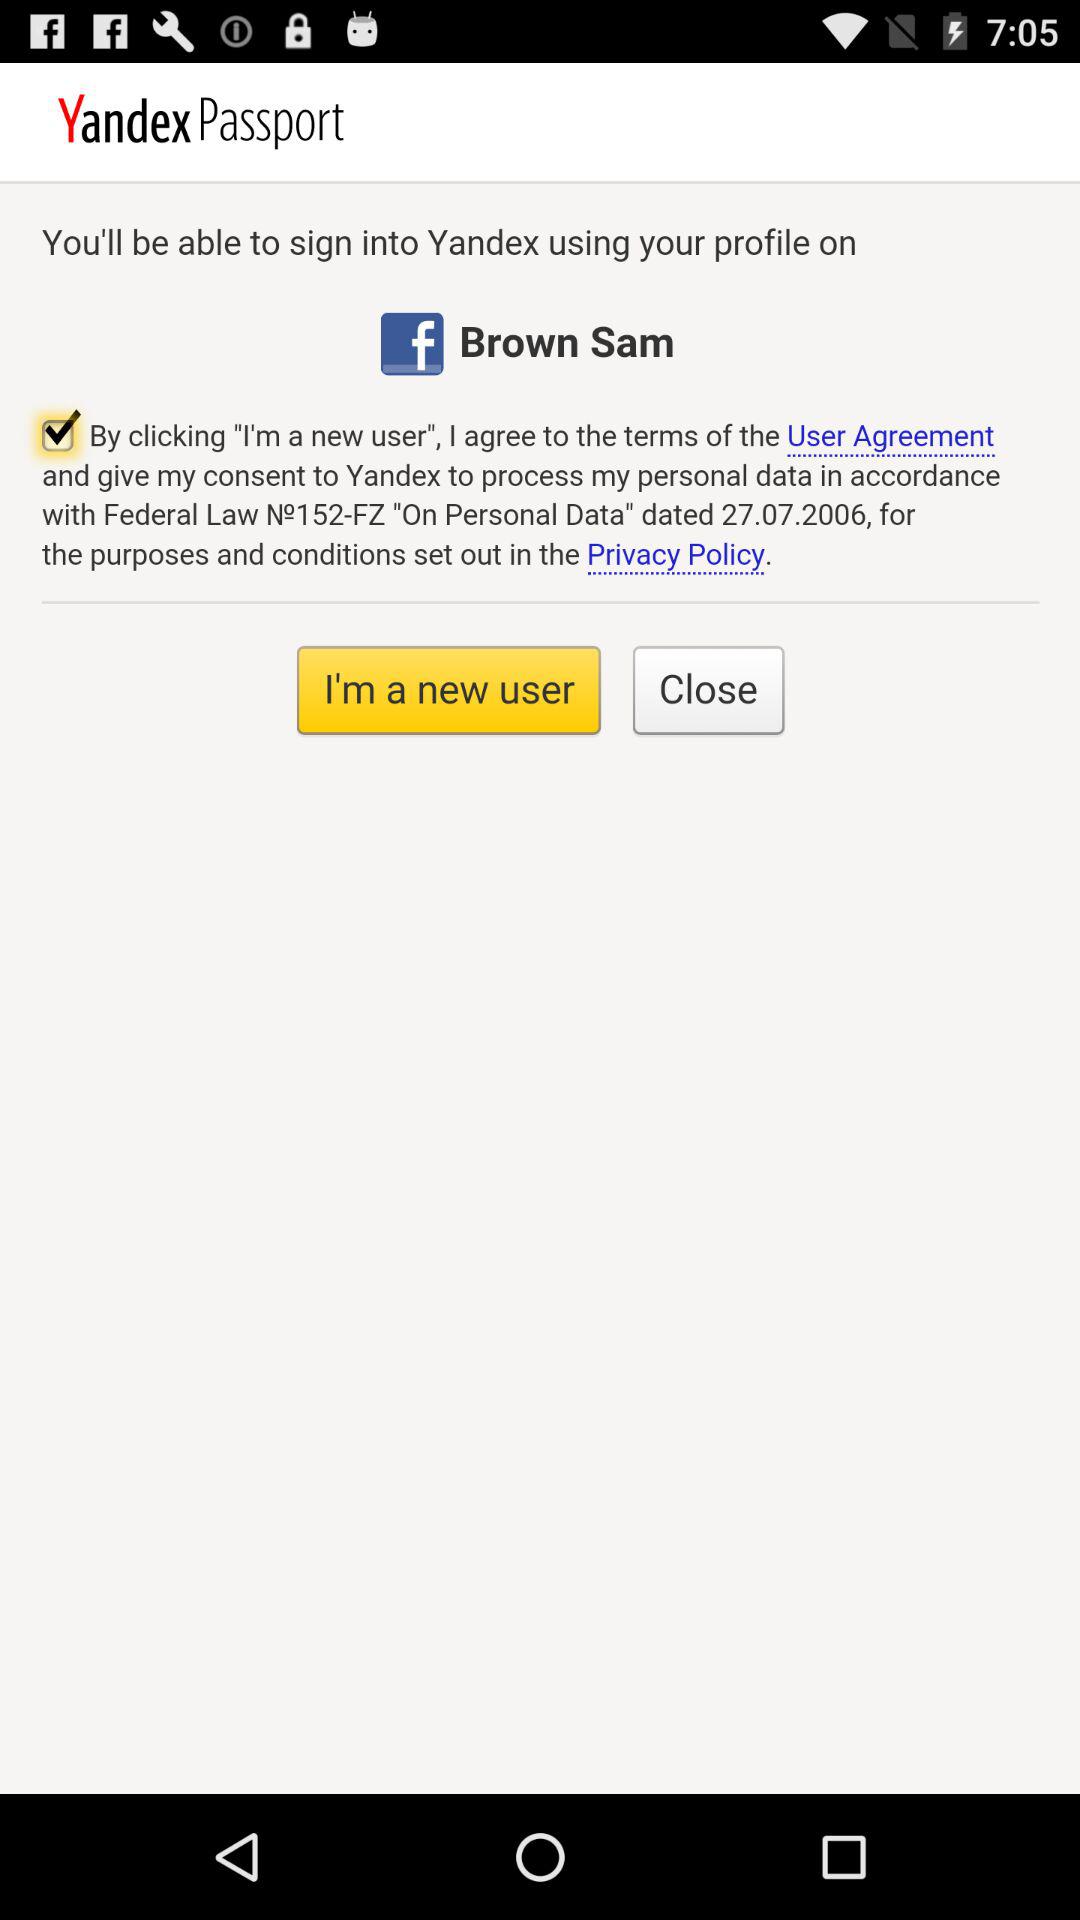 7:05
Yandex Passport
You'll be able to sign into Yandex using your profile on
f Brown Sam
By clicking "I'm a new user", I agree to the terms of the User Agreement
and give my consent to Yandex to process my personal data in accordance
with Federal Law №152-FZ "On Personal Data" dated 27.07.2006, for
the purposes and conditions set out in the Privacy Policy.
I'm a new user
Close